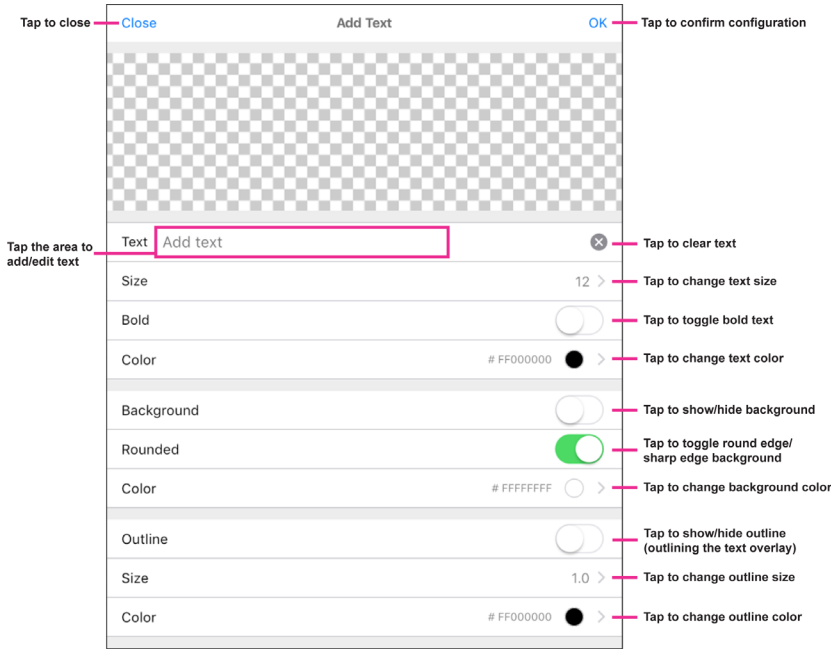 Tap to close
Close
Add Text
OK
Tap to confirm configuration
Tap the area to
add/edit text
Text
Add text
Tap to clear text
Size
12
Tap to change text size
Bold
Tap to toggle bold text
Color
# FF000000
Tap to change text color
Background
Tap to show/hide background
Rounded
Tap to toggle round edge/
sharp edge background
Color
# FFFFFFFF
Tap to change background color
Outline
Tap to show/hide outline
(outlining the text overlay)
Size
1.0
Tap to change outline size
Color
# FF000000
Tap to change outline color